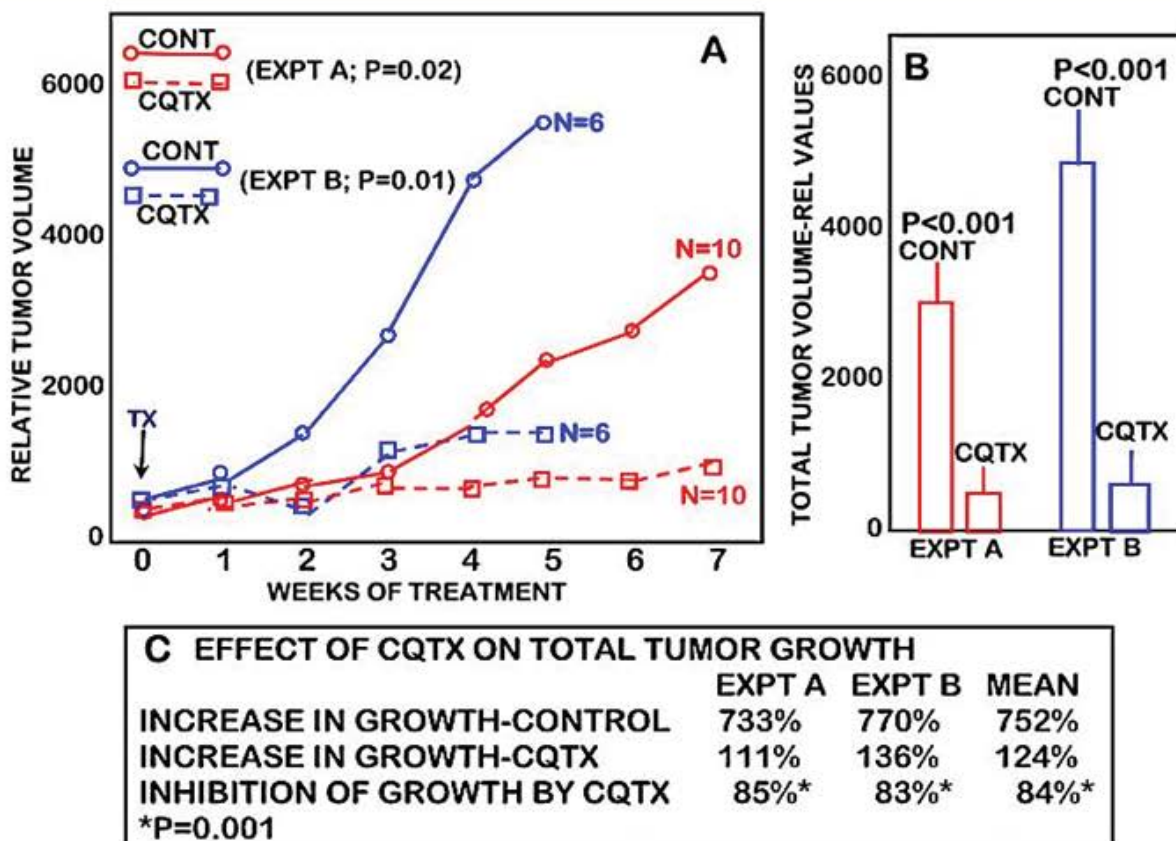 A
CONT
(EXPT A; P=0.02)
CQTX
CONT
(EXPT B; P=0.01)
CQTX
N=6
N=10
N=6
N=10
TX
RELATIVE TUMOR VOLUME
6000
4000
2000
0
0 1 2 3 4 5 6 7
WEEKS OF TREATMENT
B
TOTAL TUMOR VOLUME-REL VALUES
6000
4000
2000
0
P<0.001
CONT
CQTX
P<0.001
CONT
CQTX
EXPT A EXPT B
C EFFECT OF CQTX ON TOTAL TUMOR GROWTH
EXPT A EXPT B MEAN
INCREASE IN GROWTH-CONTROL 733% 770% 752%
INCREASE IN GROWTH-CQTX 111% 136% 124%
INHIBITION OF GROWTH BY CQTX 85%* 83%* 84%*
*P=0.001